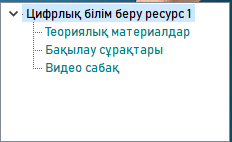 Цифрлық білім беру ресурс 1
Теориялық материалдар
Бақылау сұрақтары
Видео сабақ